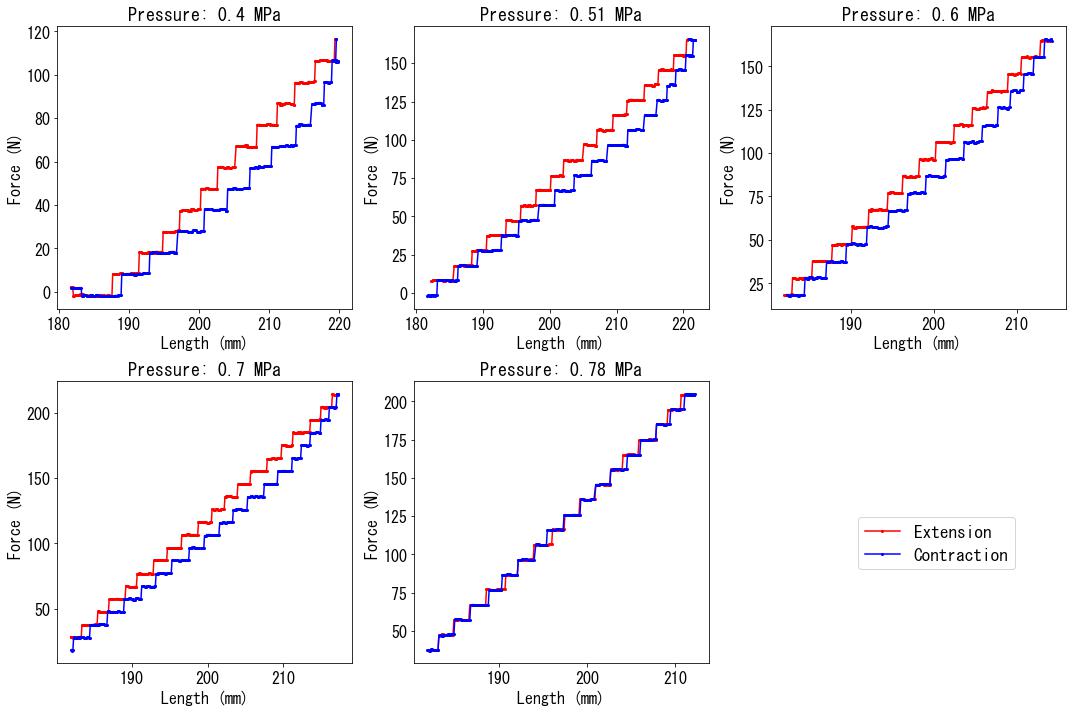 Pressure: 0.4 MPa
Force (N)
120
100
80
60
40
20
0
180
190
200
210
220
Length (mm)
Pressure: 0.51 MPa
Force (N)
150
125
100
75
50
25
0
180
190
200
210
220
Length (mm)
Pressure: 0.6 MPa
Force (N)
150
125
100
75
50
25
190
200
210
Length (mm)
Pressure: 0.7 MPa
Force (N)
200
150
100
50
190
200
210
Length (mm)
Pressure: 0.78 MPa
Force (N)
200
175
150
125
100
75
50
190
200
210
Length (mm)
Extension
Contraction